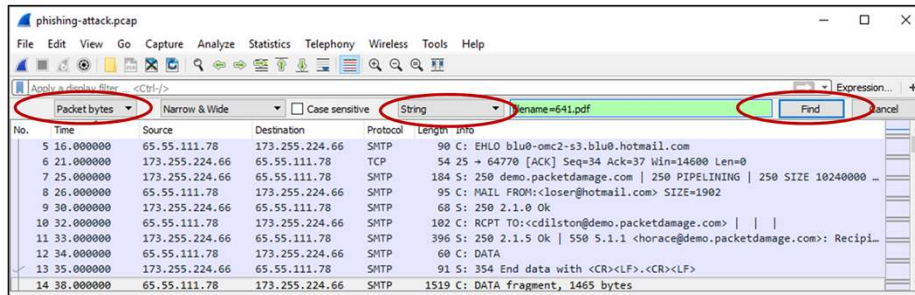 phishing-attack.pcap
File Edit View Go Capture Analyze Statistics Telephony Wireless Tools Help
Apply a display filter ... <Ctrl-/> Expression... +
Packet bytes Narrow & Wide Case sensitive String filename=641.pdf Find Cancel
No. Time Source Destination Protocol Length Info
5 16.000000 65.55.111.78 173.255.224.66 SMTP 90 C: EHLO blu0-omc2-s3.blu0.hotmail.com
6 21.000000 173.255.224.66 65.55.111.78 TCP 54 25 → 64770 [ACK] Seq=34 Ack=37 Win=14600 Len=0
7 25.000000 173.255.224.66 65.55.111.78 SMTP 184 S: 250 demo.packetdamage.com | 250 PIPELINING | 250 SIZE 10240000 …
8 26.000000 65.55.111.78 173.255.224.66 SMTP 95 C: MAIL FROM:<loser@hotmail.com> SIZE=1902
9 30.000000 173.255.224.66 65.55.111.78 SMTP 68 S: 250 2.1.0 Ok
10 32.000000 65.55.111.78 173.255.224.66 SMTP 102 C: RCPT TO:<cdilston@demo.packetdamage.com> | | |
11 33.000000 173.255.224.66 65.55.111.78 SMTP 396 S: 250 2.1.5 Ok | 550 5.1.1 <horace@demo.packetdamage.com>: Recipi…
12 34.000000 65.55.111.78 173.255.224.66 SMTP 60 C: DATA
13 35.000000 173.255.224.66 65.55.111.78 SMTP 91 S: 354 End data with <CR><LF>.<CR><LF>
14 38.000000 65.55.111.78 173.255.224.66 SMTP 1519 C: DATA fragment, 1465 bytes